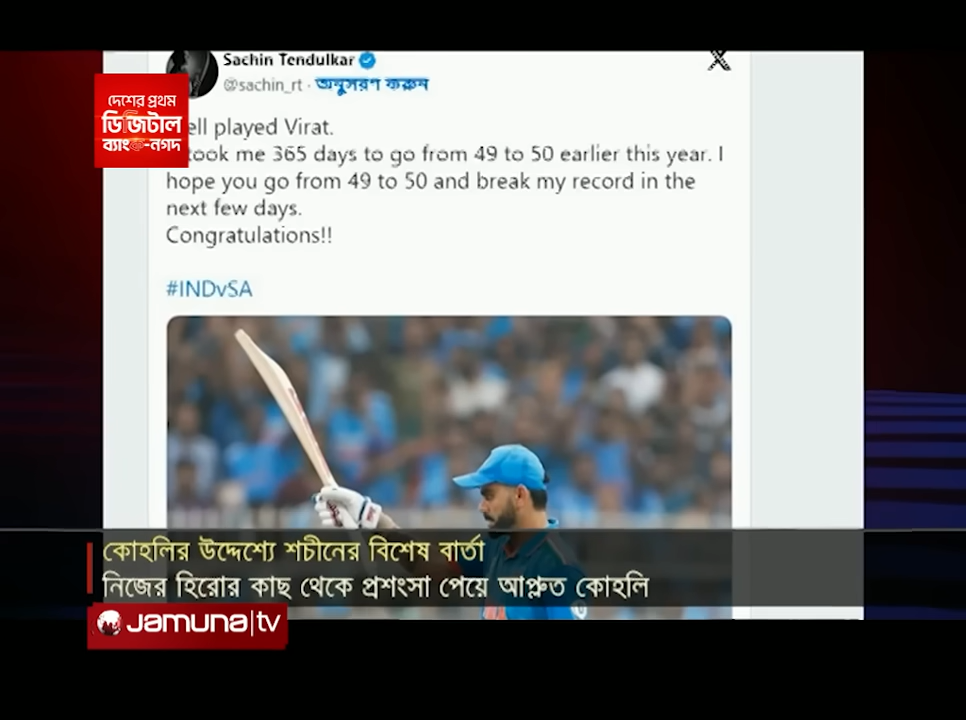 Sachin Tendulkar
@sachin_rt · অনুসরণ করুন
দেশের প্রথম
ডিজিটাল
ব্যাংক-নগদ
ell played Virat.
took me 365 days to go from 49 to 50 earlier this year. I
hope you go from 49 to 50 and break my record in the
next few days.
Congratulations!!
#INDvSA
কোহলির উদ্দেশ্যে শচীনের বিশেষ বার্তা
নিজের হিরোর কাছ থেকে প্রশংসা পেয়ে আপ্লুত কোহলি
Jamuna|tv